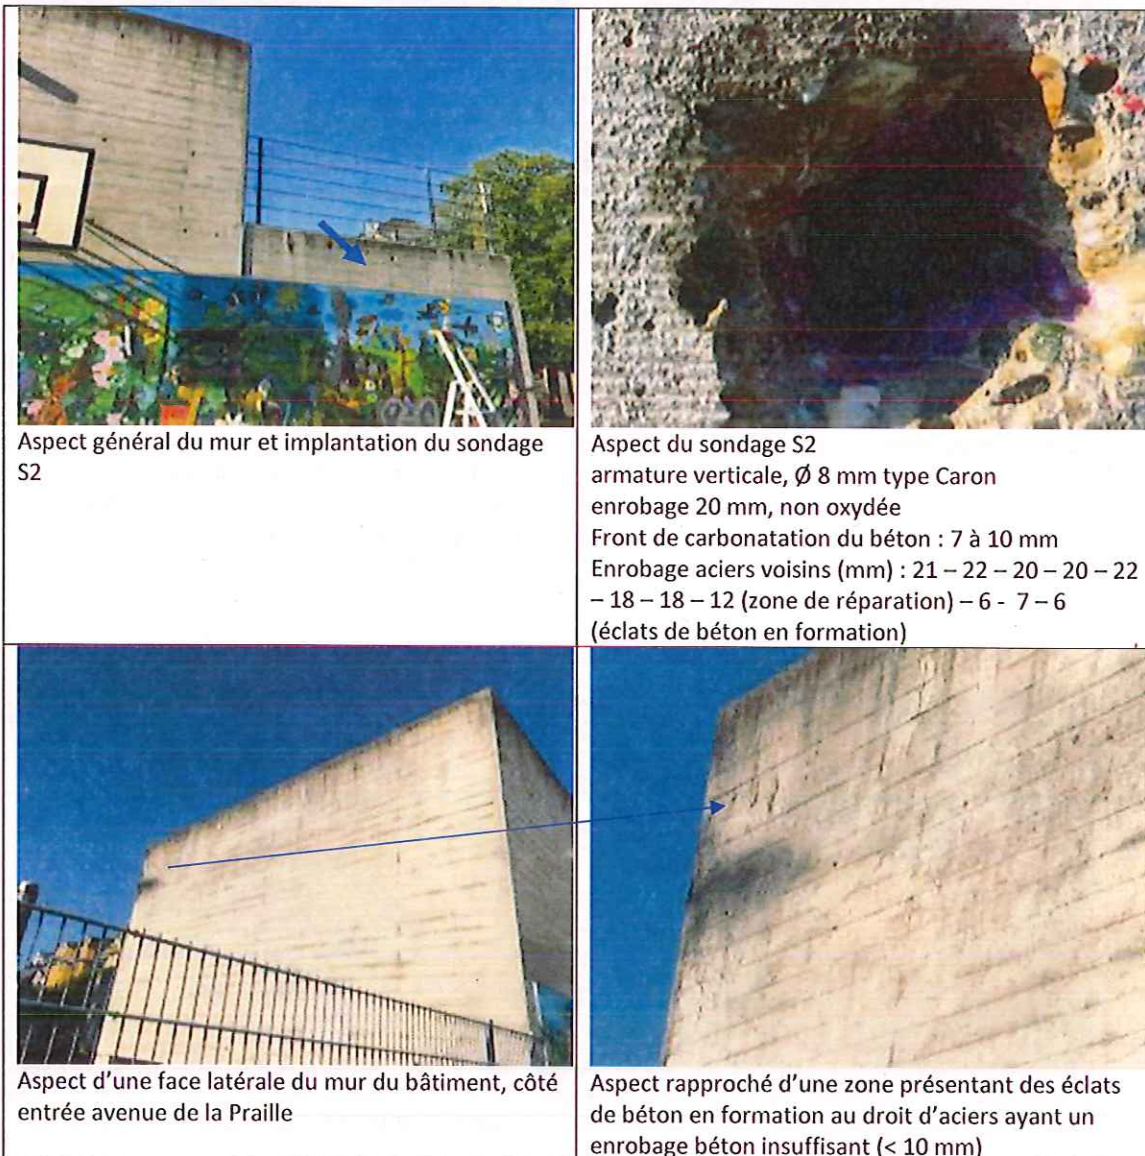 Aspect général du mur et implantation du sondage
S2
Aspect du sondage S2
armature verticale, Ø 8 mm type Caron
enrobage 20 mm, non oxydée
Front de carbonatation du béton : 7 à 10 mm
Enrobage aciers voisins (mm) : 21 – 22 – 20 – 20 – 22
– 18 – 18 – 12 (zone de réparation) – 6 - 7 – 6
(éclats de béton en formation)
Aspect d’une face latérale du mur du bâtiment, côté
entrée avenue de la Praille
Aspect rapproché d’une zone présentant des éclats
de béton en formation au droit d’aciers ayant un
enrobage béton insuffisant (< 10 mm)